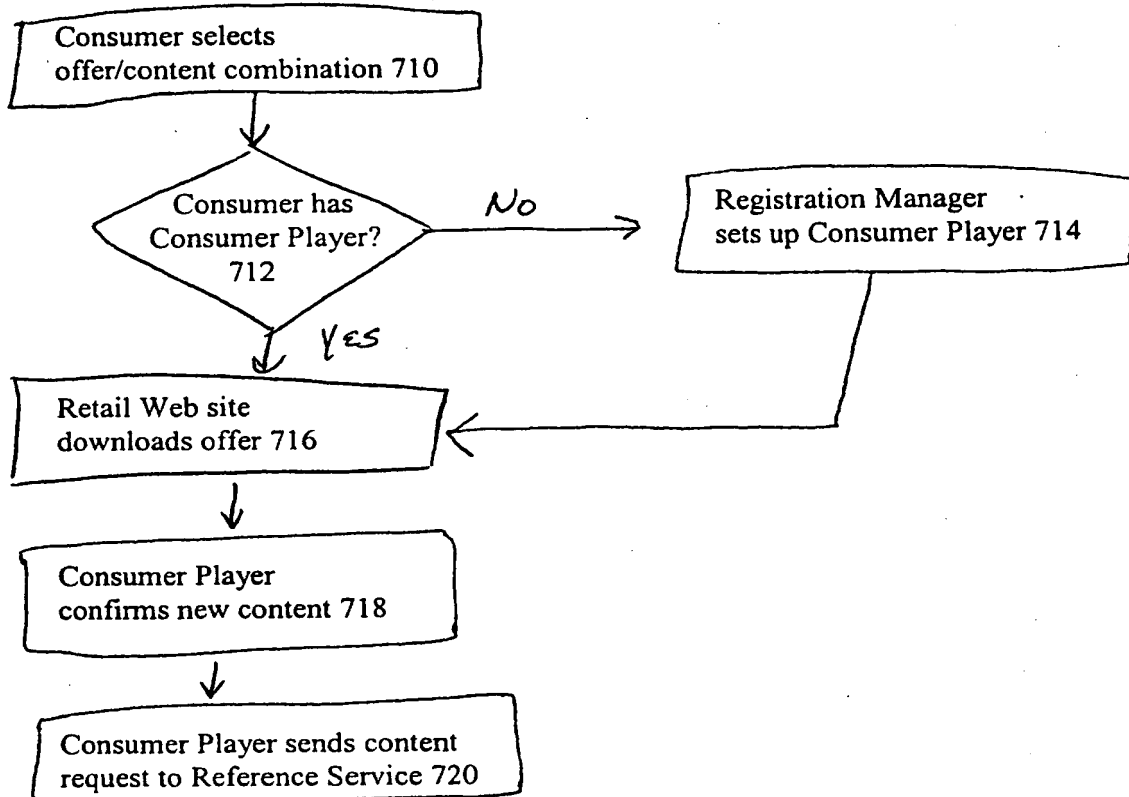 Consumer selects
offer/content combination 710
Consumer has
Consumer Player?
712
No
Registration Manager
sets up Consumer Player 714
Yes
Retail Web site
downloads offer 716
Consumer Player
confirms new content 718
Consumer Player sends content
request to Reference Service 720